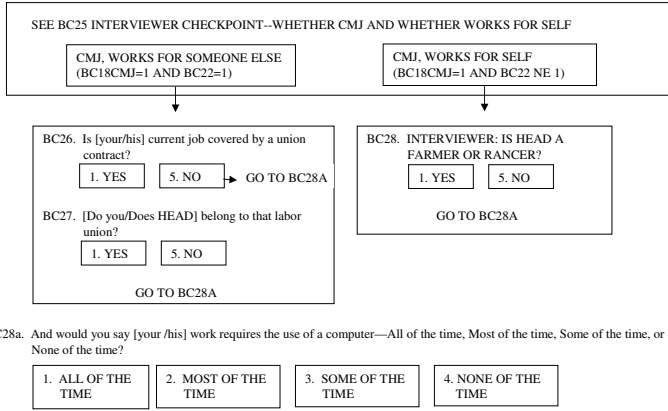 SEE BC25 INTERVIEWER CHECKPOINT--WHETHER CMJ AND WHETHER WORKS FOR SELF
CMJ, WORKS FOR SOMEONE ELSE
(BC18CMJ=1 AND BC22=1)
CMJ, WORKS FOR SELF
(BC18CMJ=1 AND BC22 NE 1)
BC26. Is [your/his] current job covered by a union
contract?
1. YES
5. NO
GO TO BC28A
BC27. [Do you/Does HEAD] belong to that labor
union?
1. YES
5. NO
GO TO BC28A
BC28. INTERVIEWER: IS HEAD A
FARMER OR RANCER?
1. YES
5. NO
GO TO BC28A
C28a. And would you say [your /his] work requires the use of a computer—All of the time, Most of the time, Some of the time, or
None of the time?
1. ALL OF THE
TIME
2. MOST OF THE
TIME
3. SOME OF THE
TIME
4. NONE OF THE
TIME